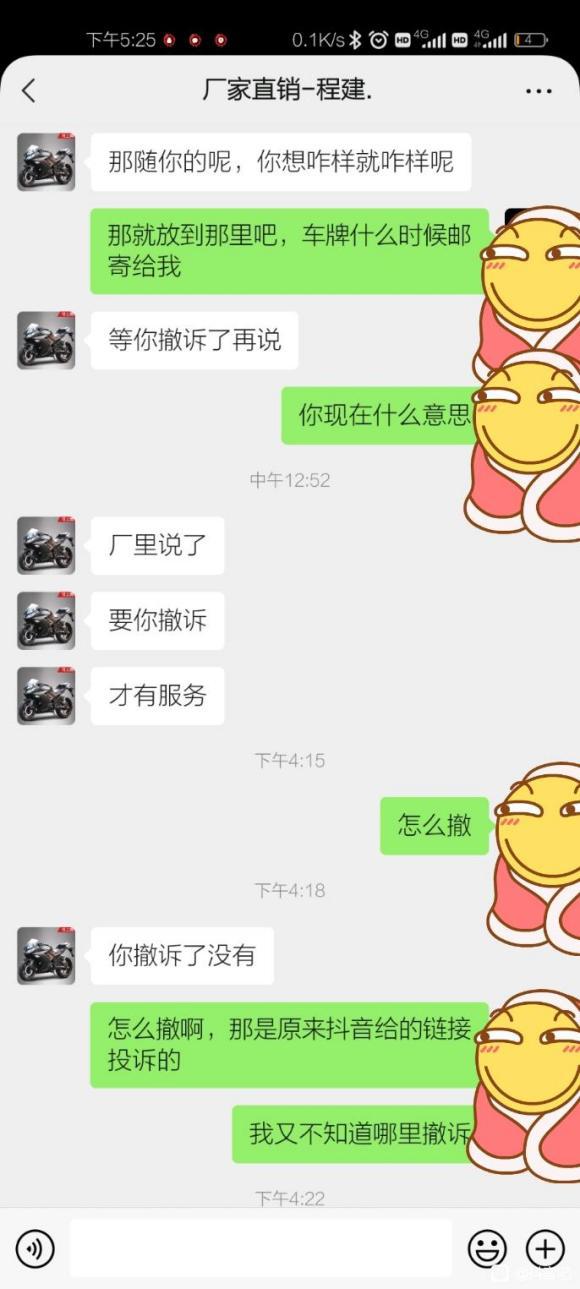 下午5:25
0.1K/s
HD
4G
HD
4G
4
厂家直销-程建.
那随你的呢，你想咋样就咋样呢
那就放到那里吧，车牌什么时候邮
寄给我
等你撤诉了再说
你现在什么意思
中午12:52
厂里说了
要你撤诉
才有服务
下午4:15
怎么撤
下午4:18
你撤诉了没有
怎么撤啊，那是原来抖音给的链接
投诉的
我又不知道哪里撤诉
下午4:22